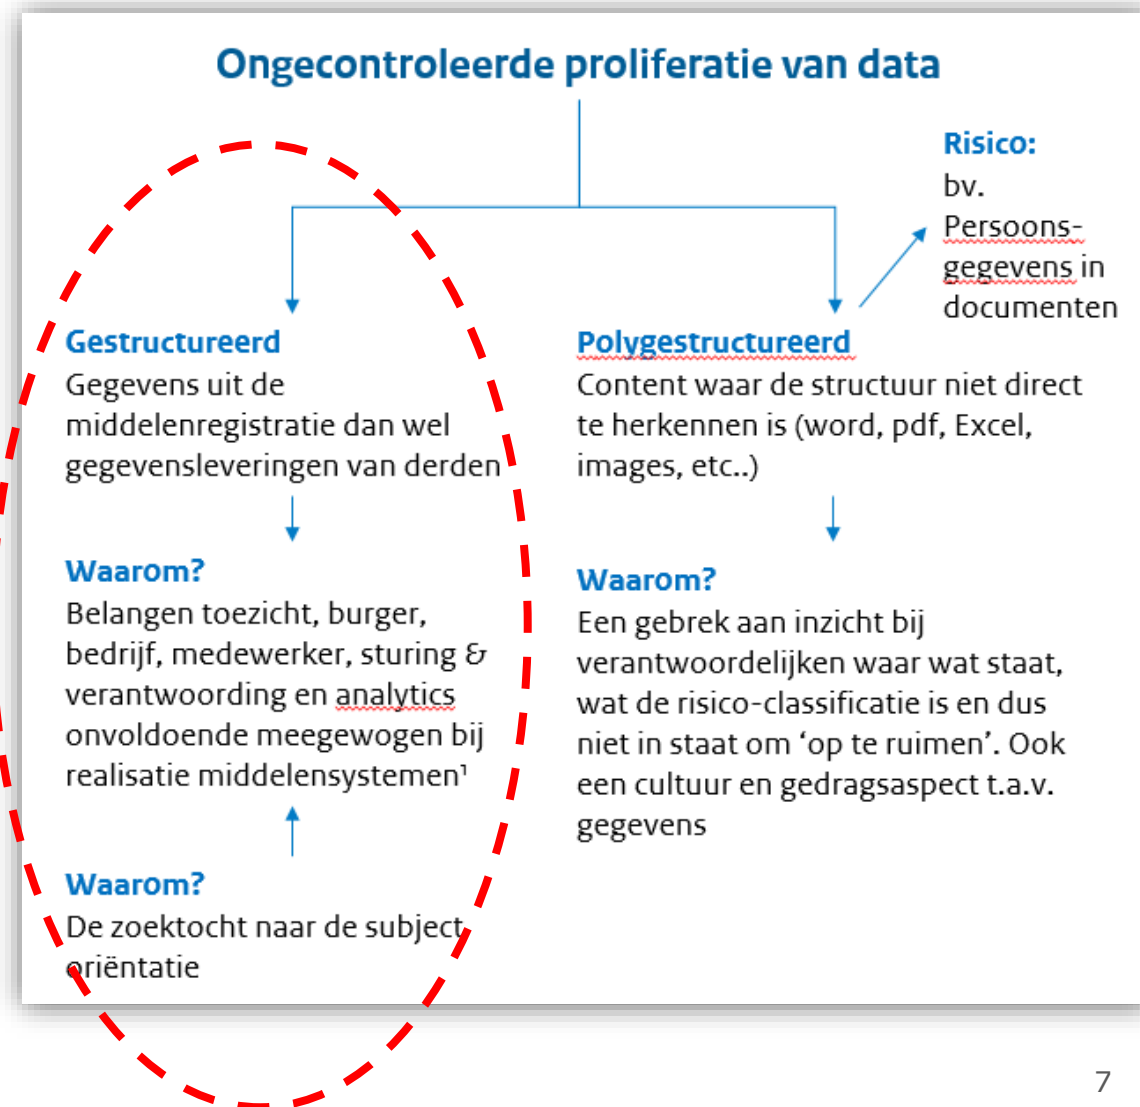 Ongecontroleerde proliferatie van data
Risico:
bv.
Persoons-
gegevens in
documenten
Gestructureerd
Gegevens uit de
middelenregistratie dan wel
gegevensleveringen van derden
Waarom?
Belangen toezicht, burger,
bedrijf, medewerker, sturing &
verantwoording en analytics
onvoldoende meegewogen bij
realisatie middelensystemen¹
Waarom?
De zoektocht naar de subject
oriëntatie
Polygestructureerd
Content waar de structuur niet direct
te herkennen is (word, pdf, Excel,
images, etc..)
Waarom?
Een gebrek aan inzicht bij
verantwoordelijken waar wat staat,
wat de risico-classificatie is en dus
niet in staat om ‘op te ruimen’. Ook
een cultuur en gedragsaspect t.a.v.
gegevens
7